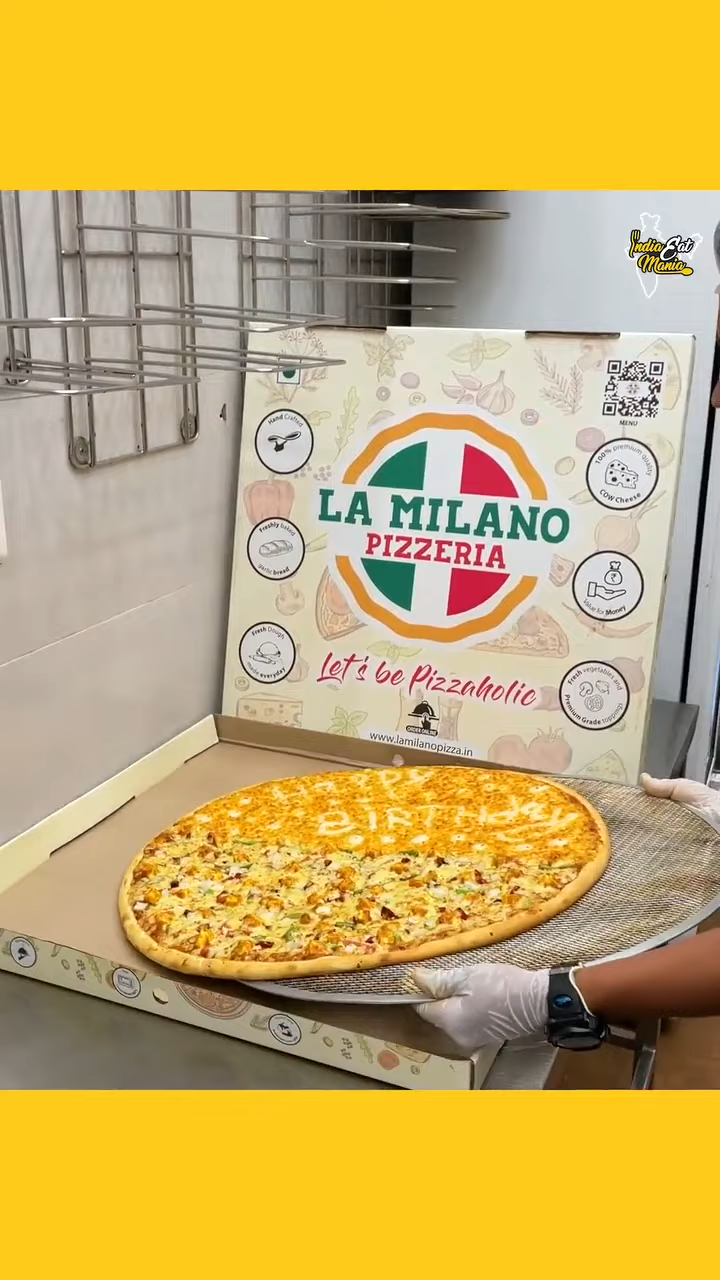 India Eat
Mania
MENU
Hand Crafted
100% premium quality
Cow Cheese
LA MILANO
PIZZERIA
Freshly baked
garlic bread
Value for Money
Fresh Dough
made everyday
Fresh vegetables and
Premium Grade toppings
Let's be Pizzaholic
ORDER ONLINE
www.lamilanopizza.in
HAPPY
BIRTHday